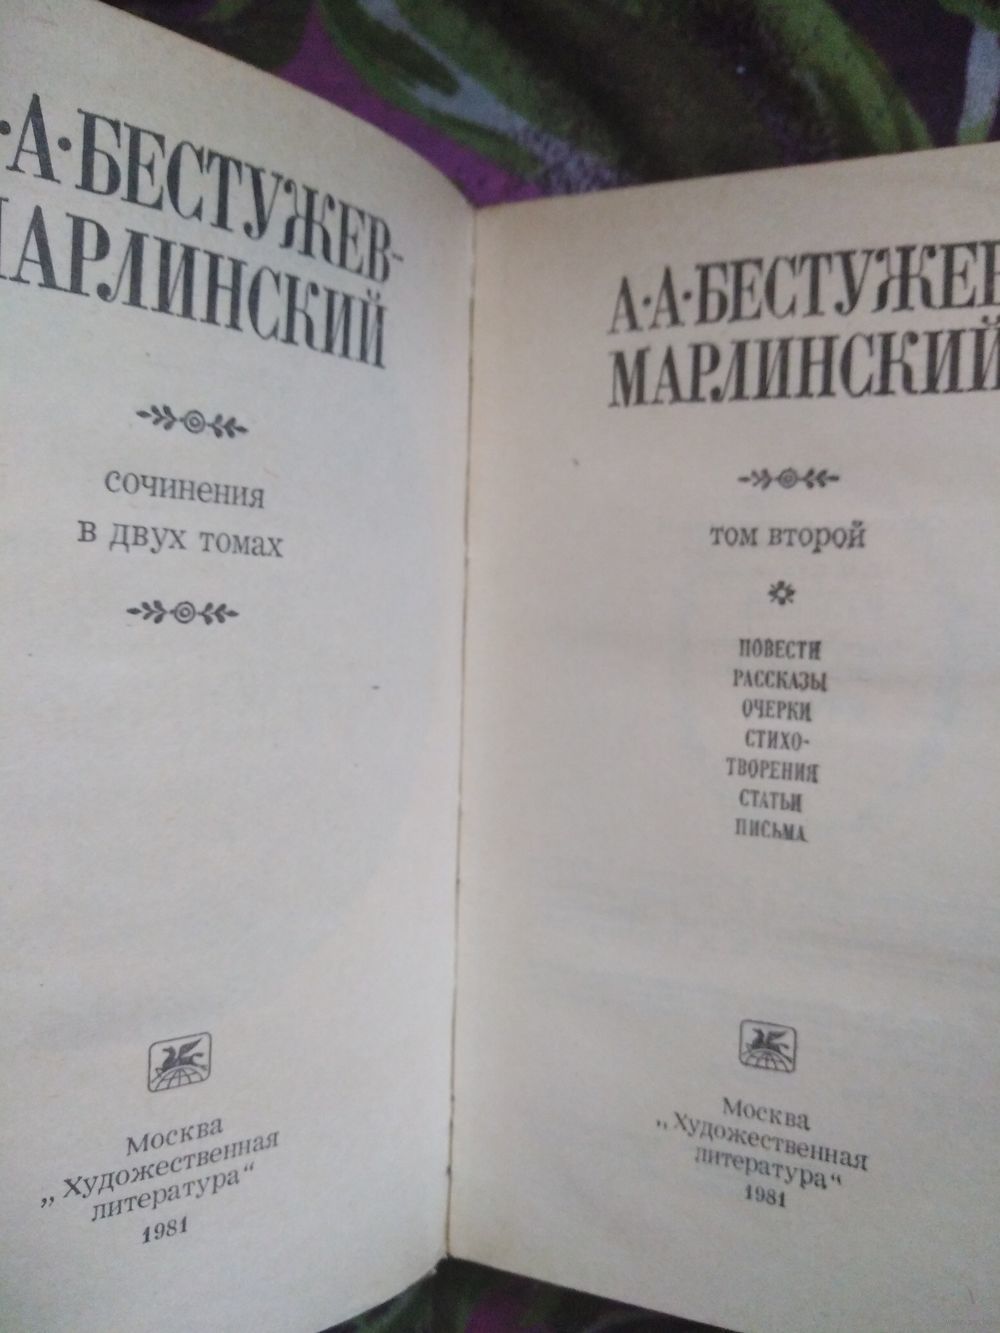 ·А·БЕСТУЖЕВ-
МАРЛИНСКИЙ
сочинения
в двух томах
Москва
„Художественная
литература“
1981
А·А·БЕСТУЖЕВ
МАРЛИНСКИЙ
том второй
ПОВЕСТИ
РАССКАЗЫ
ОЧЕРКИ
СТИХО-
ТВОРЕНИЯ
СТАТЬИ
ПИСЬМА
Москва
„Художественная
литература“
1981